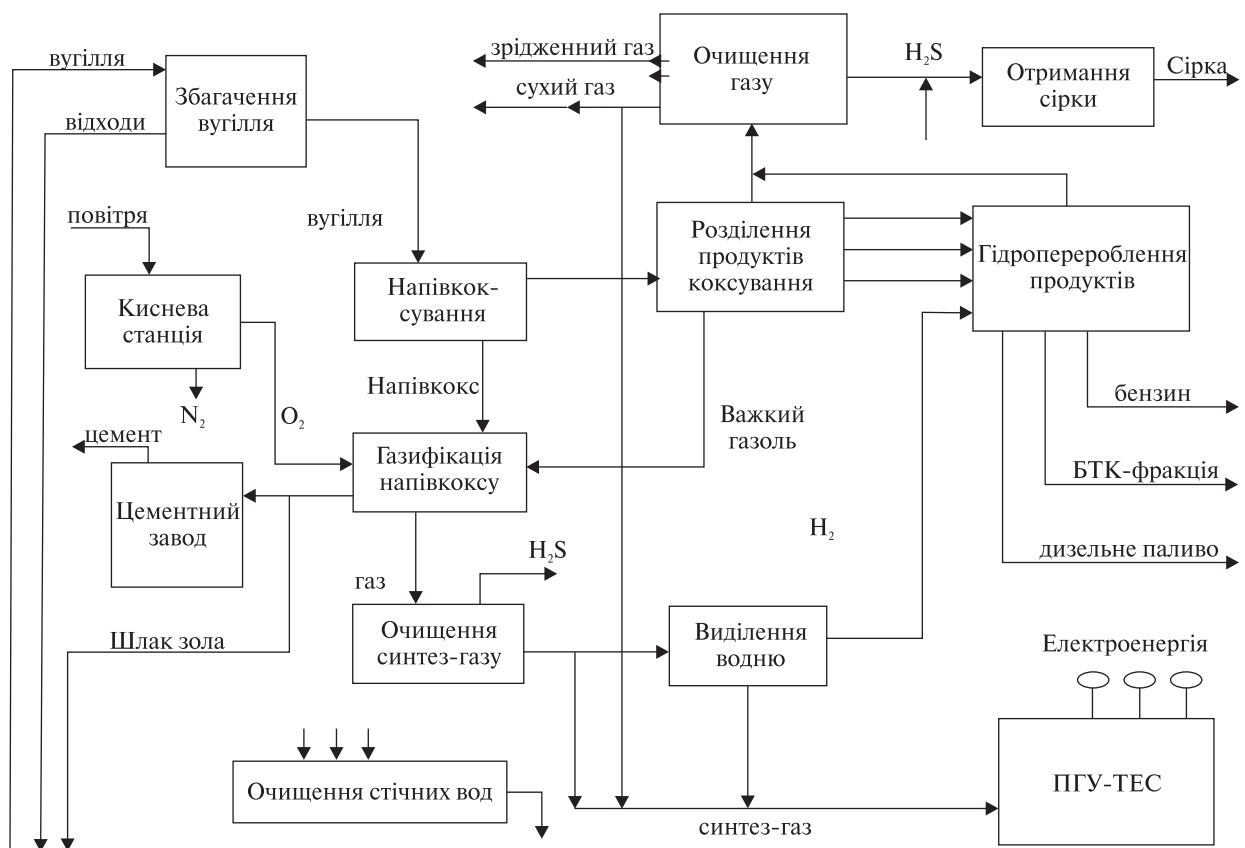 вугілля
Збагачення
вугілля
відходи
зрідженний газ
сухий газ
Очищення
газу
H₂S
Отримання
сірки
Сірка
повітря
вугілля
Киснева
станція
N₂
O₂
Напівкок-
сування
Розділення
продуктів
коксування
Гідроперероблення
продуктів
Напівкокс
Важкий
газоль
бензин
цемент
Газифікація
напівкоксу
БТК-фракція
Цементний
завод
H₂
дизельне паливо
H₂S
газ
Шлак зола
Очищення
синтез-газу
Виділення
водню
Електроенергія
Очищення стічних вод
ПГУ-ТЕС
синтез-газ